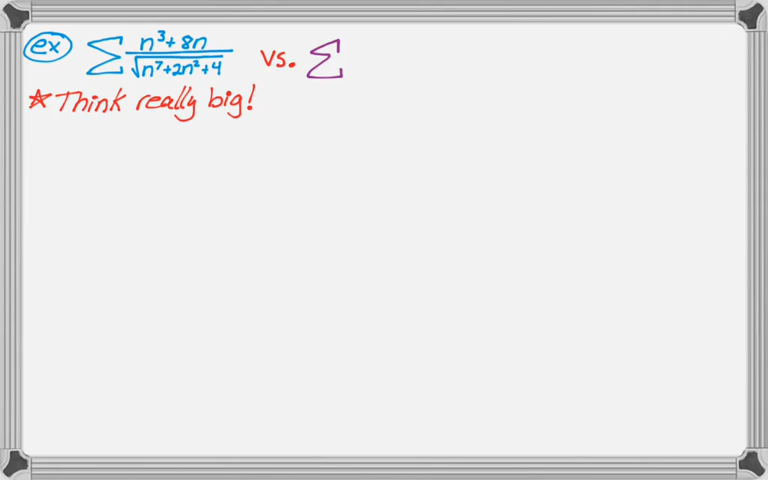 ex ∑ (n³+8n)/√(n⁷+2n²+4) vs. ∑
*Think really big!